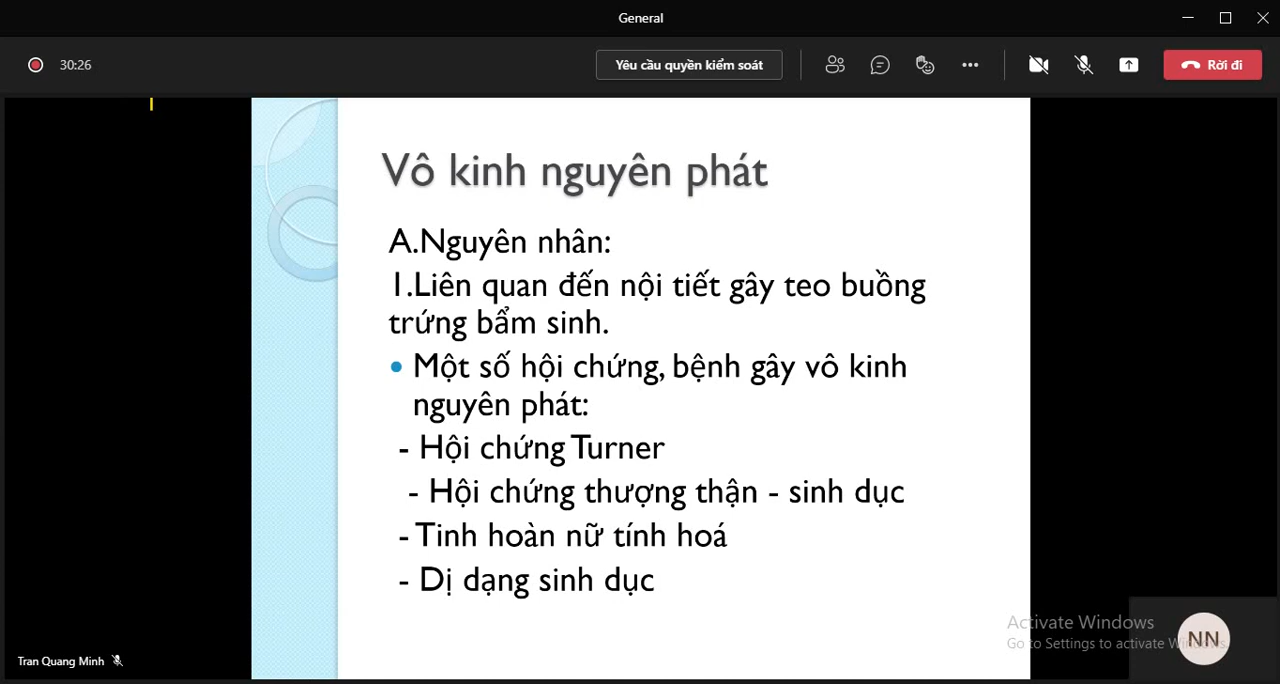 General
30:26
Yêu cầu quyền kiểm soát
Rời đi
Vô kinh nguyên phát
A.Nguyên nhân:
1.Liên quan đến nội tiết gây teo buồng
trứng bẩm sinh.
• Một số hội chứng, bệnh gây vô kinh
nguyên phát:
- Hội chứng Turner
- Hội chứng thượng thận - sinh dục
- Tinh hoàn nữ tính hoá
- Dị dạng sinh dục
Activate Windows
Go to Settings to activate Windows.
NN
Tran Quang Minh